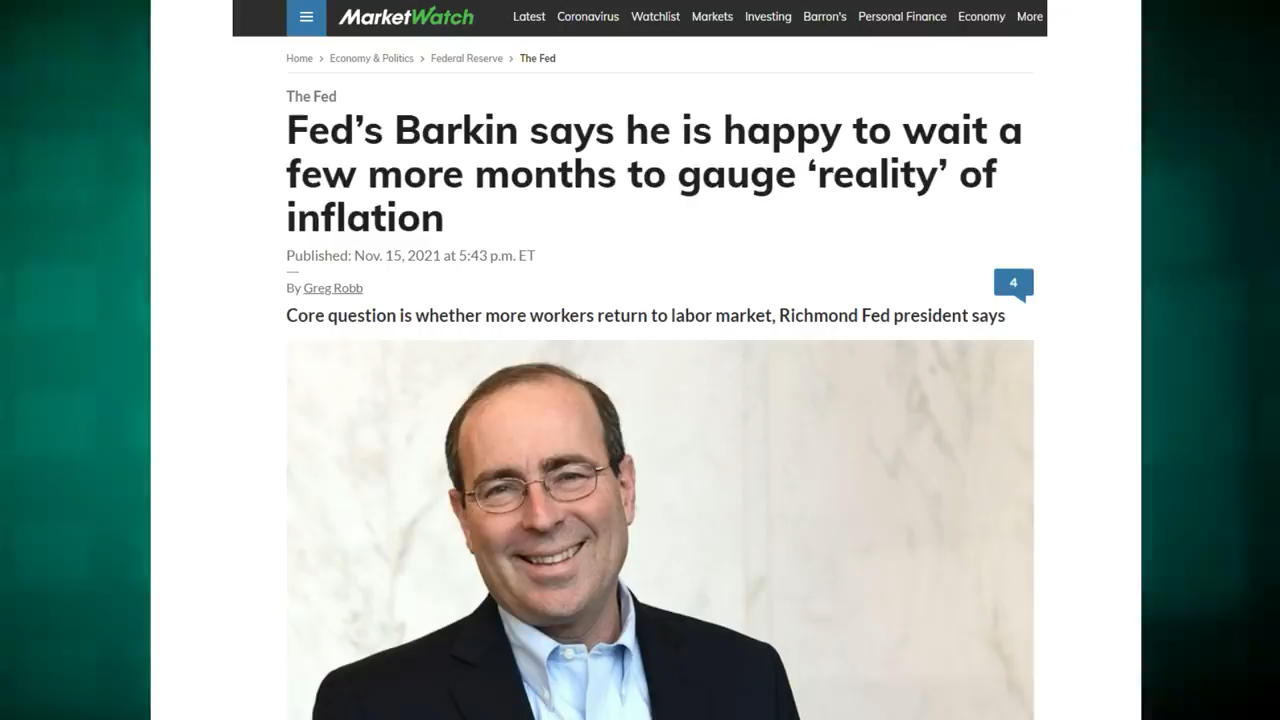 MarketWatch Latest Coronavirus Watchlist Markets Investing Barron's Personal Finance Economy More
Home > Economy & Politics > Federal Reserve > The Fed
The Fed
Fed’s Barkin says he is happy to wait a
few more months to gauge ‘reality’ of
inflation
Published: Nov. 15, 2021 at 5:43 p.m. ET
By Greg Robb
4
Core question is whether more workers return to labor market, Richmond Fed president says